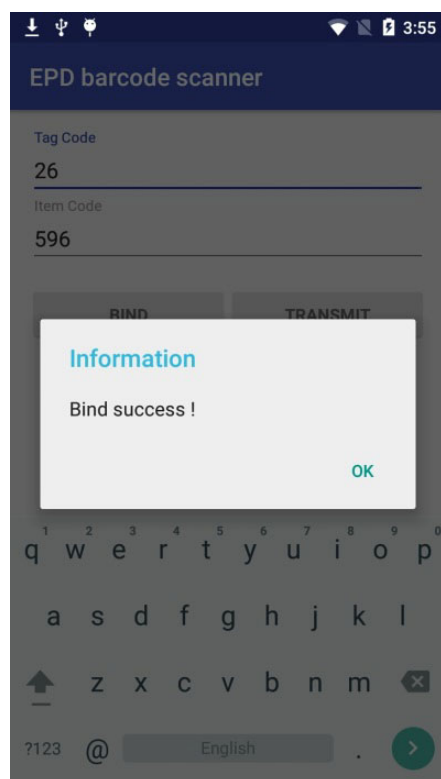 3:55
EPD barcode scanner
Tag Code
26
Item Code
596
BIND TRANSMIT
Information
Bind success !
OK
1 2 3 4 5 6 7 8 9 0
q w e r t y u i o p
a s d f g h j k l
z x c v b n m
?123 @ English .